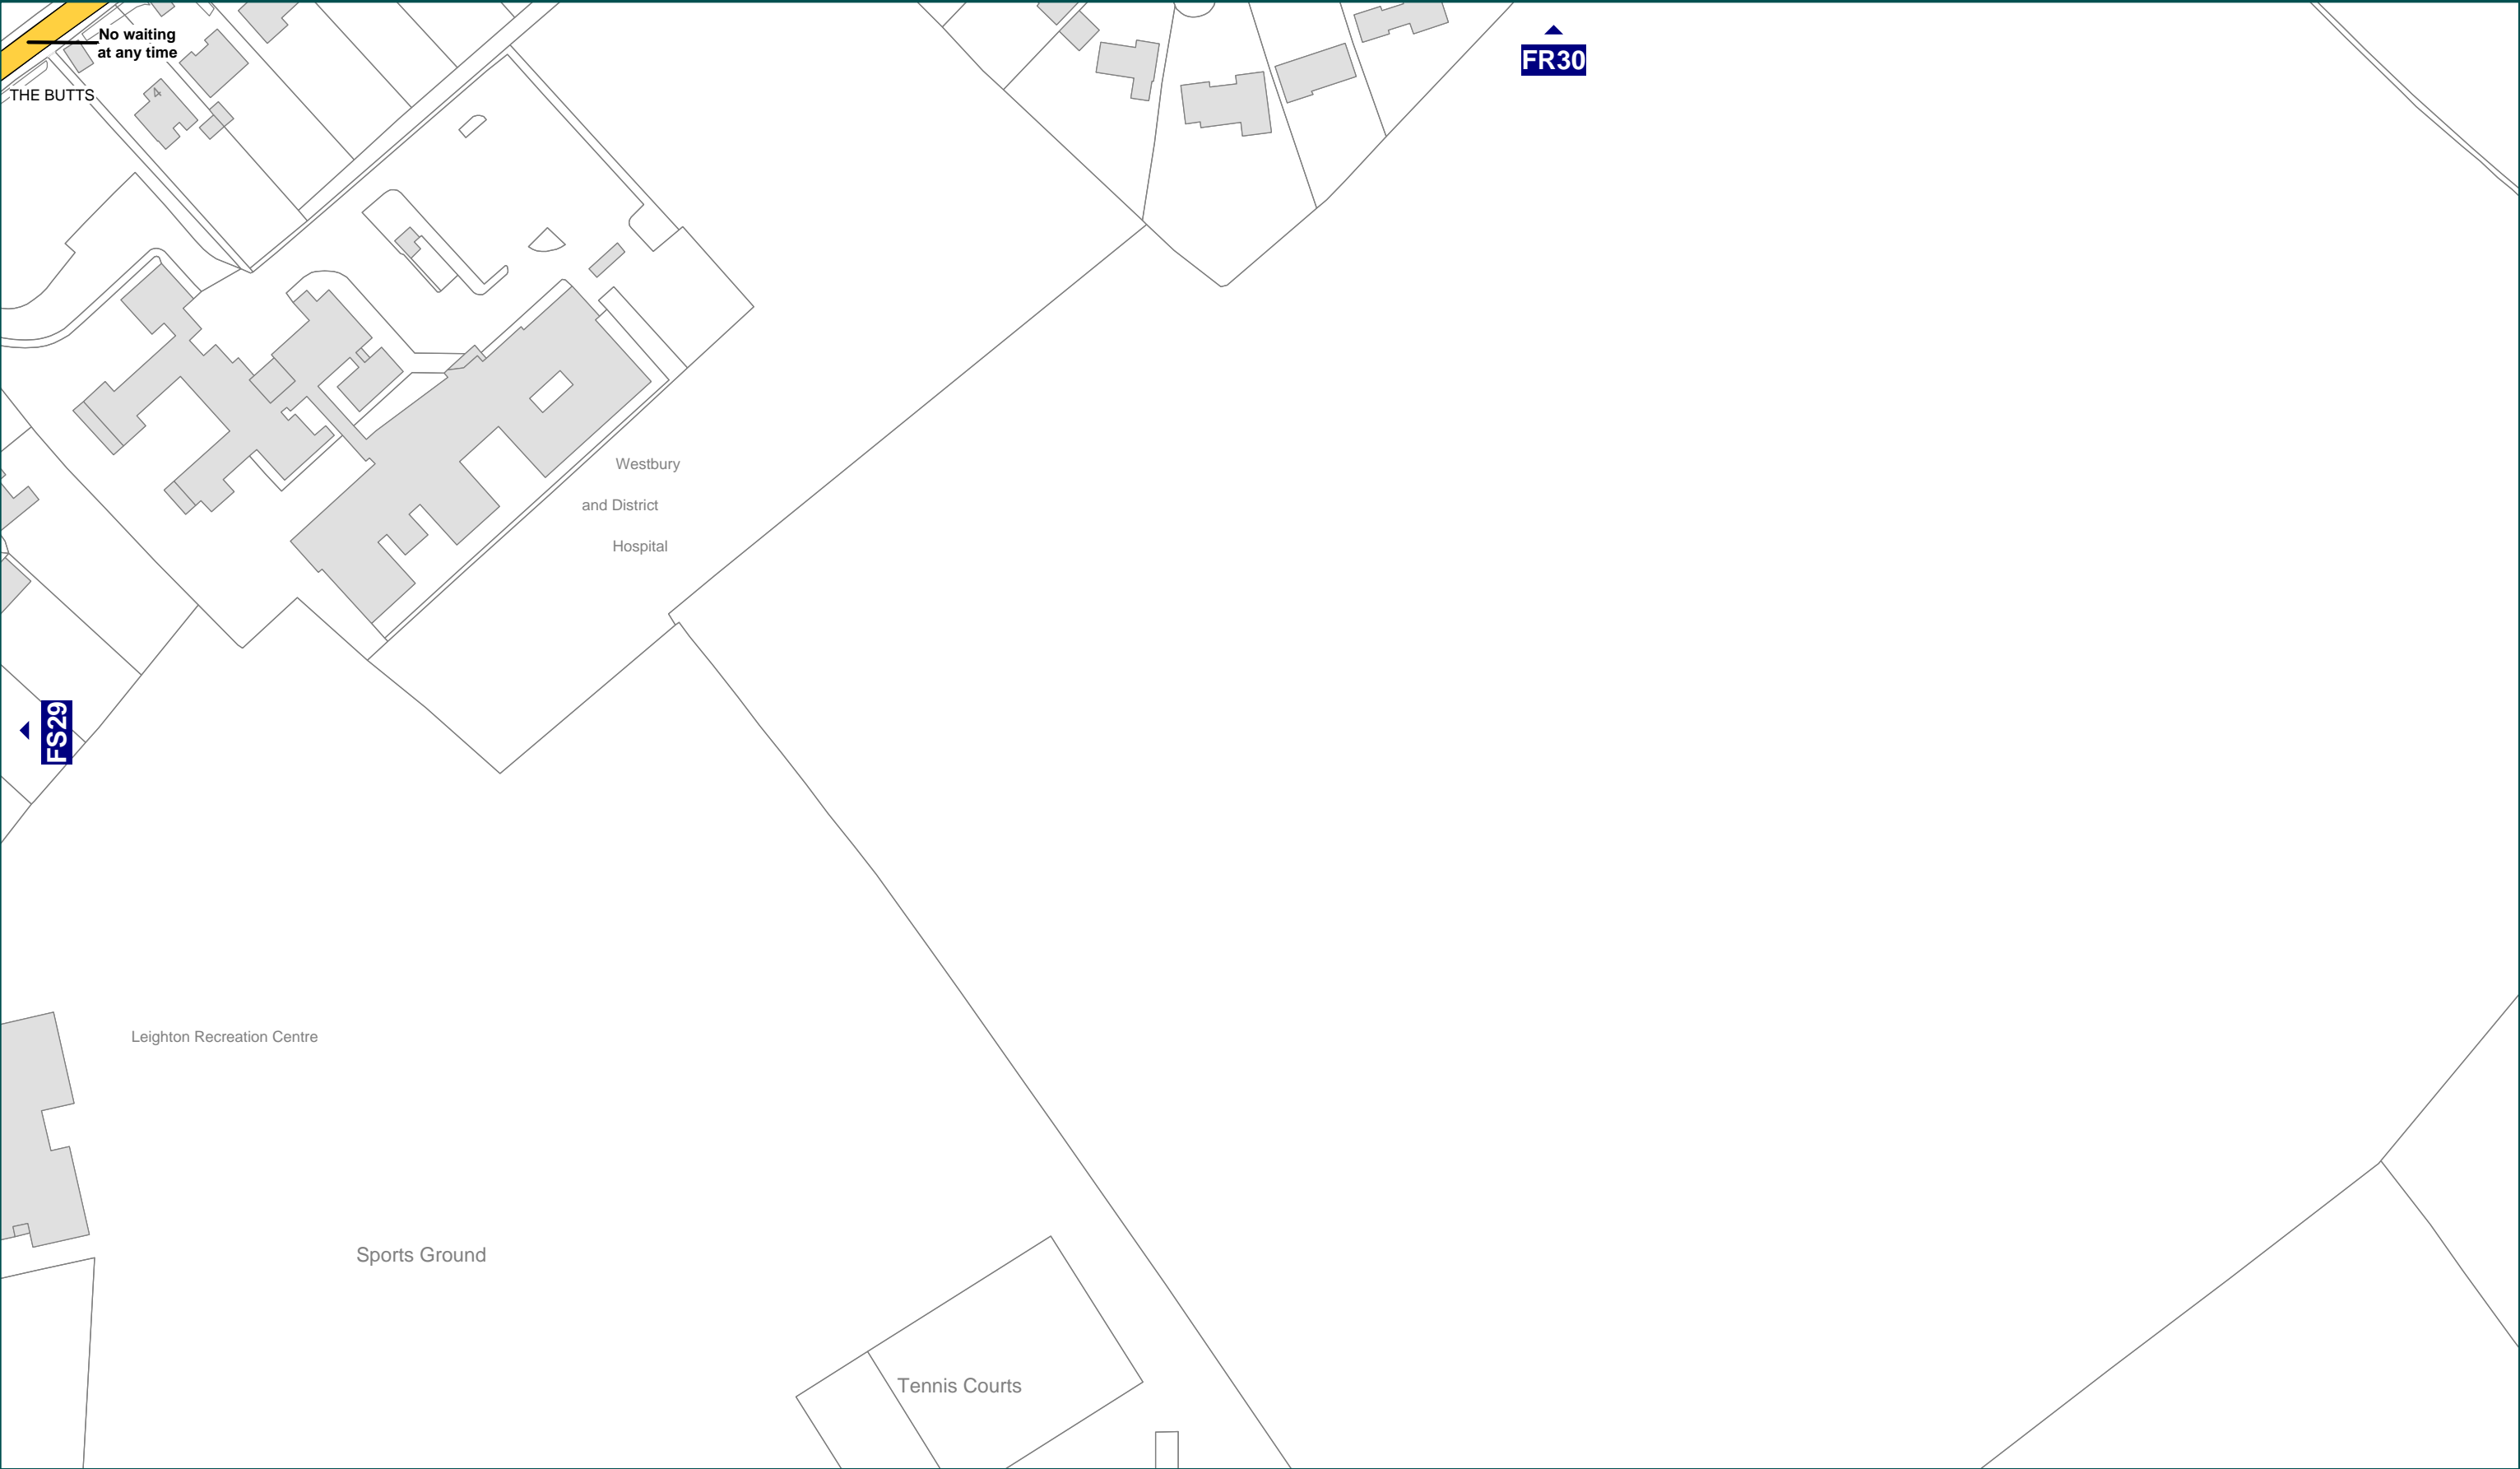 No waiting
at any time
FR30
THE BUTTS
4
Westbury
and District
Hospital
FS29
Leighton Recreation Centre
Sports Ground
Tennis Courts